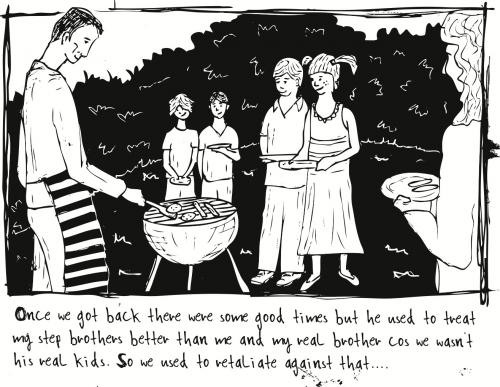 Once we got back there were some good times but he used to treat
my step brothers better than me and my real brother cos we wasn't
his real kids. So we used to retaliate against that....